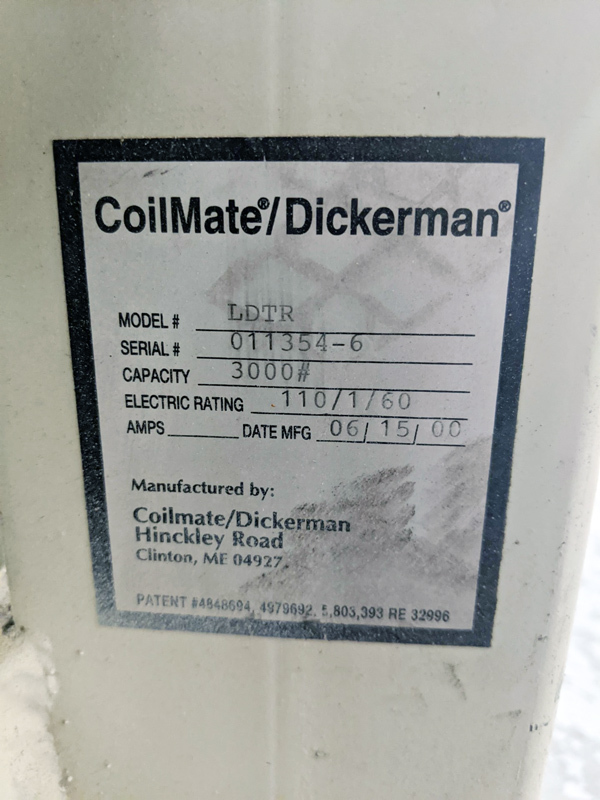 CoilMate®/Dickerman®
MODEL # LDTR
SERIAL # 011354-6
CAPACITY 3000#
ELECTRIC RATING 110/1/60
AMPS DATE MFG 06/15/00
Manufactured by:
Coilmate/Dickerman
Hinckley Road
Clinton, ME 04927
PATENT #4848694, 4979692, 5,803,393 RE 32996